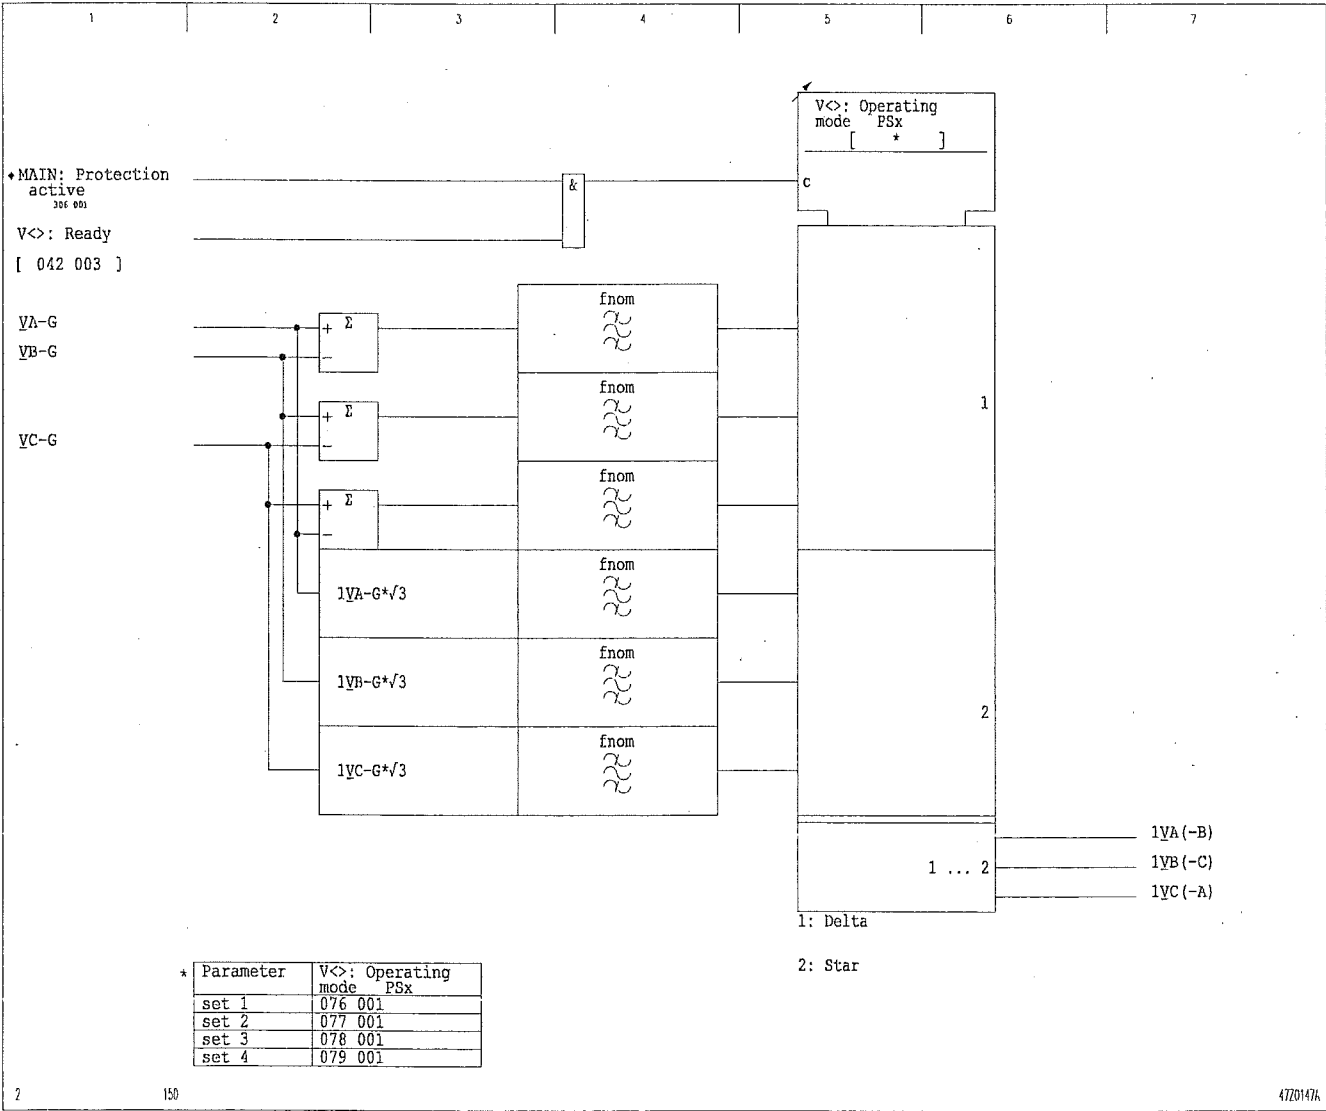 1 2 3 4 5 6 7
V<>: Operating
mode PSx
[ * ]
♦MAIN: Protection
active
306 001
&
c
V<>: Ready
[ 042 003 ]
fnom
VA-G
+ Σ
VB-G
-
fnom
+ Σ
1
VC-G
-
fnom
+ Σ
-
fnom
1VA-G*√3
fnom
1VB-G*√3
2
fnom
1VC-G*√3
1VA(-B)
1 ... 2
1VB(-C)
1VC(-A)
1: Delta
2: Star
* Parameter V<>: Operating
mode PSx
set 1 076 001
set 2 077 001
set 3 078 001
set 4 079 001
2 150 47Z0147A